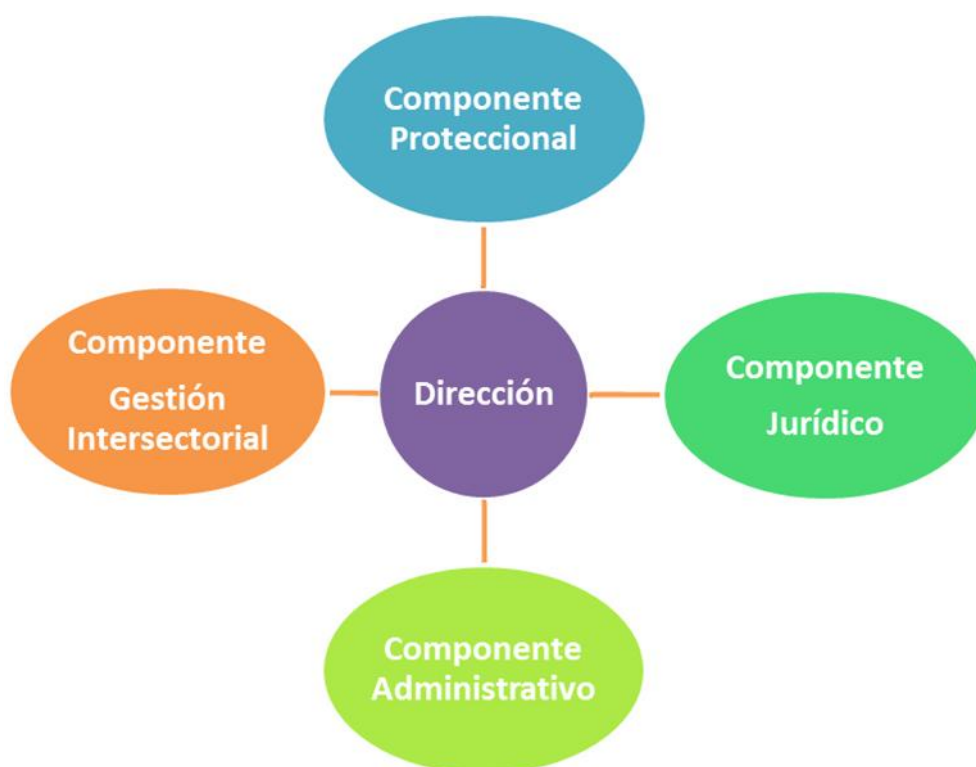 Componente
Proteccional
Componente
Gestión
Intersectorial
Dirección
Componente
Jurídico
Componente
Administrativo